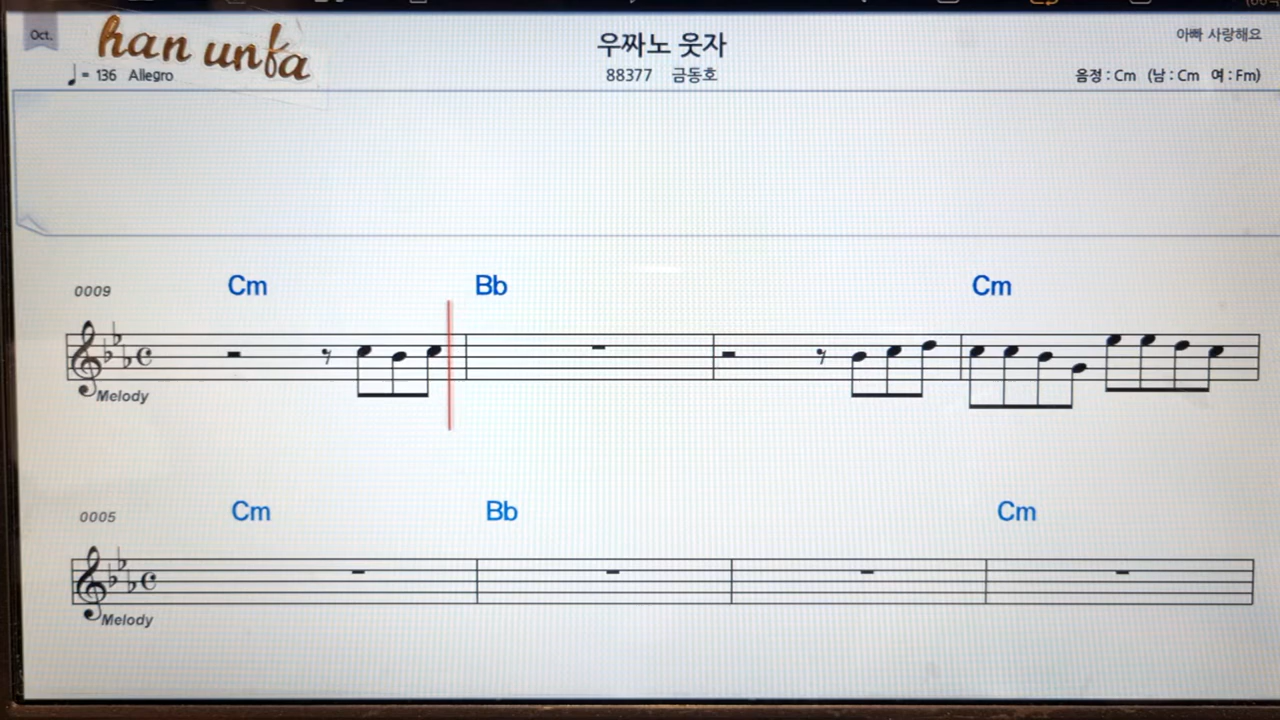 Oct.
han unfa
우짜노 웃자
아빠 사랑해요
♩= 136 Allegro
88377 금동호
음정 : Cm (남 : Cm 여 : Fm)
0009 Cm Bb Cm
Melody
0005 Cm Bb Cm
Melody